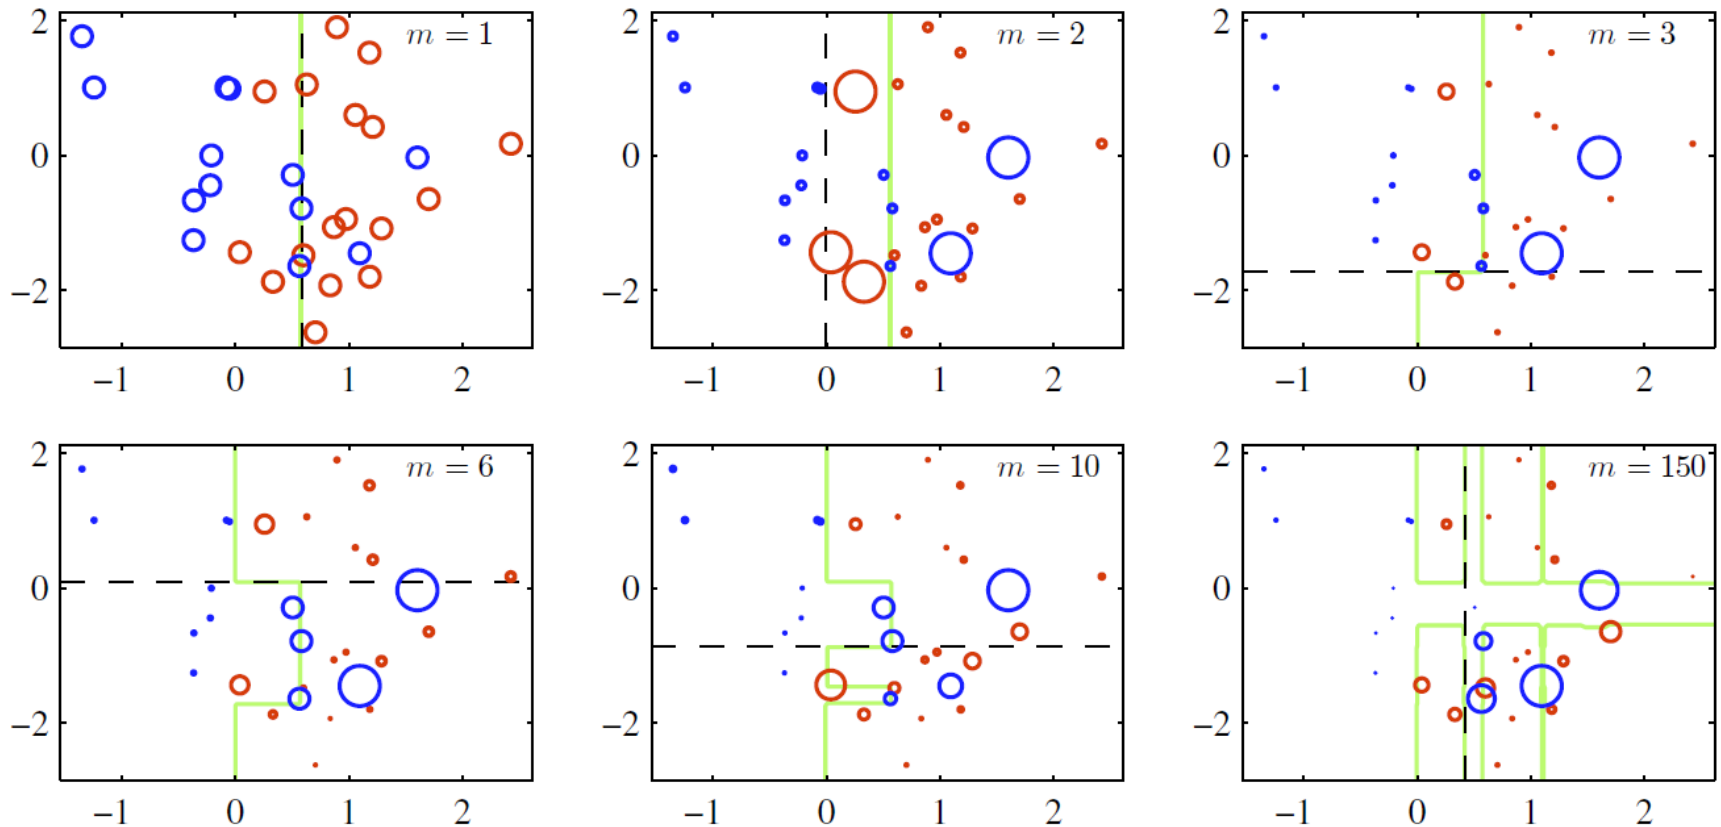 2 m = 1 2 m = 2 2 m = 3
0 0 0
−2 −2 −2
−1 0 1 2 −1 0 1 2 −1 0 1 2
2 m = 6 2 m = 10 2 m = 150
0 0 0
−2 −2 −2
−1 0 1 2 −1 0 1 2 −1 0 1 2